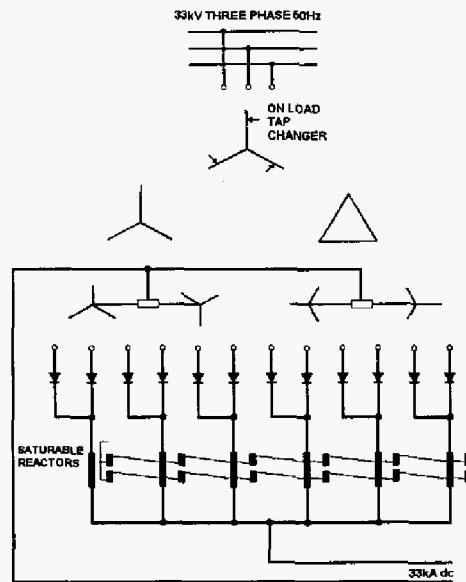 33kV THREE PHASE 50Hz
ON LOAD
TAP
CHANGER
SATURABLE
REACTORS
33kA dc